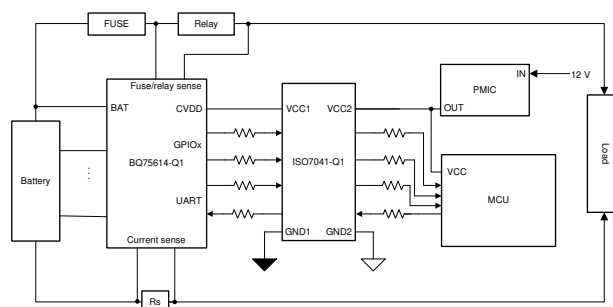 FUSE
Relay
Fuse/relay sense
BAT
CVDD
GPIOx
BQ75614-Q1
UART
Current sense
Battery
Rs
VCC1
VCC2
ISO7041-Q1
GND1
GND2
PMIC
IN
OUT
12 V
VCC
MCU
Load